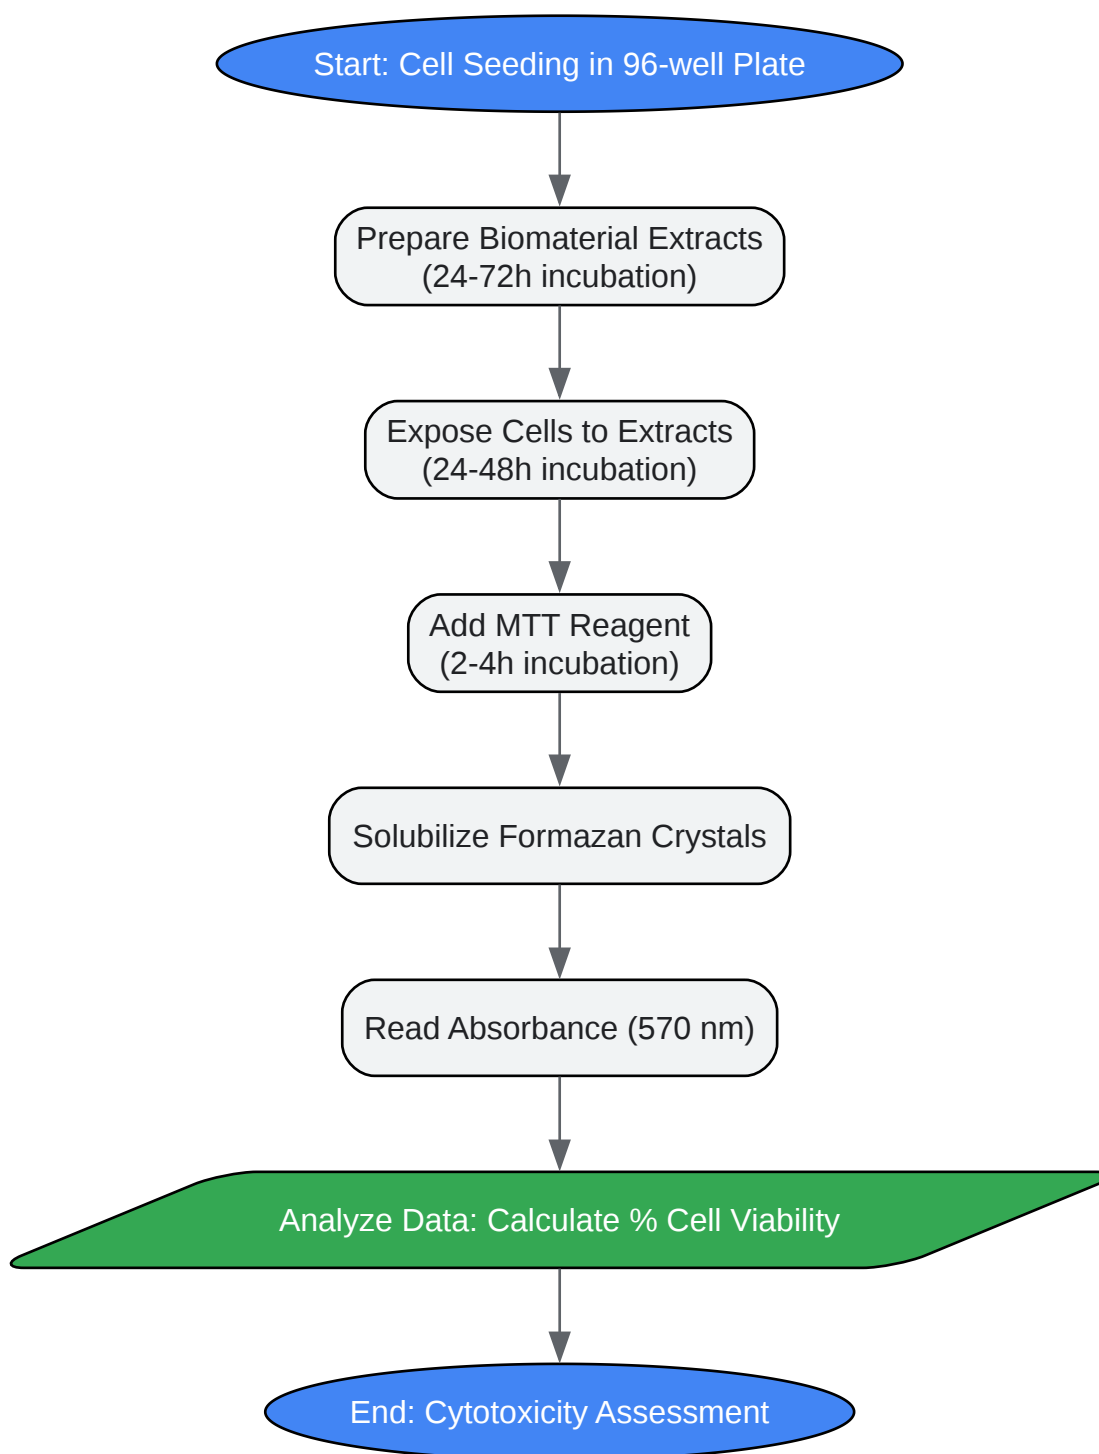 Start: Cell Seeding in 96-well Plate
Prepare Biomaterial Extracts
(24-72h incubation)
Expose Cells to Extracts
(24-48h incubation)
Add MTT Reagent
(2-4h incubation)
Solubilize Formazan Crystals
Read Absorbance (570 nm)
Analyze Data: Calculate % Cell Viability
End: Cytotoxicity Assessment